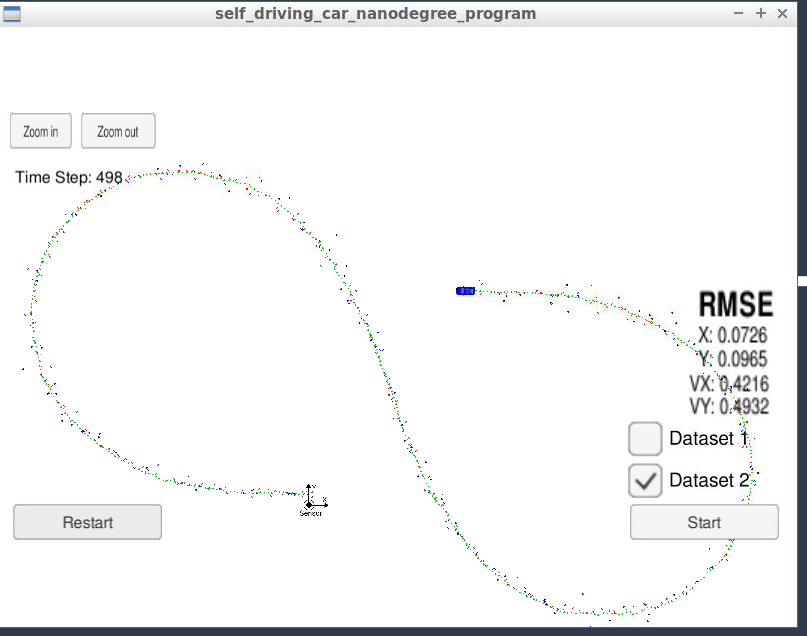 self_driving_car_nanodegree_program
Zoom in
Zoom out
Time Step: 498
RMSE
X: 0.0726
Y: 0.0965
VX: 0.4216
VY: 0.4932
Dataset 1
Dataset 2
Y
X
Sensor
Restart
Start